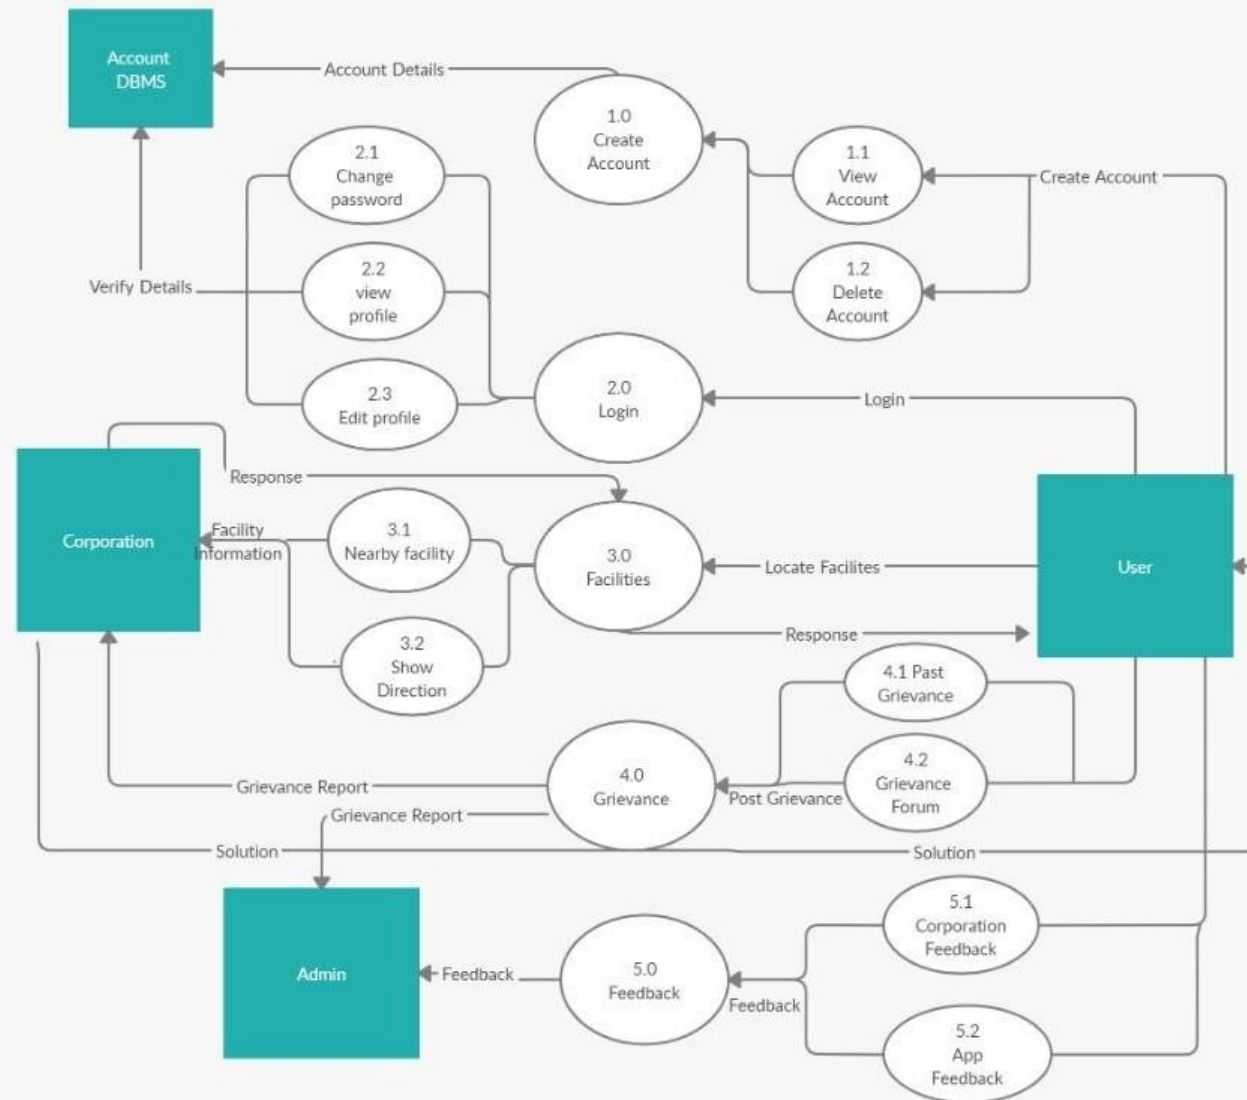 Account
DBMS
Account Details
1.0
Create
Account
2.1
Change
password
1.1
View
Account
Create Account
Verify Details
2.2
view
profile
1.2
Delete
Account
2.3
Edit profile
2.0
Login
Login
Corporation
Response
Facility
Information
3.1
Nearby facility
3.0
Facilities
Locate Facilites
User
Response
3.2
Show
Direction
4.1 Past
Grievance
4.2
Grievance
Forum
Post Grievance
4.0
Grievance
Grievance Report
Grievance Report
Solution
Solution
Admin
Feedback
5.0
Feedback
Feedback
5.1
Corporation
Feedback
5.2
App
Feedback